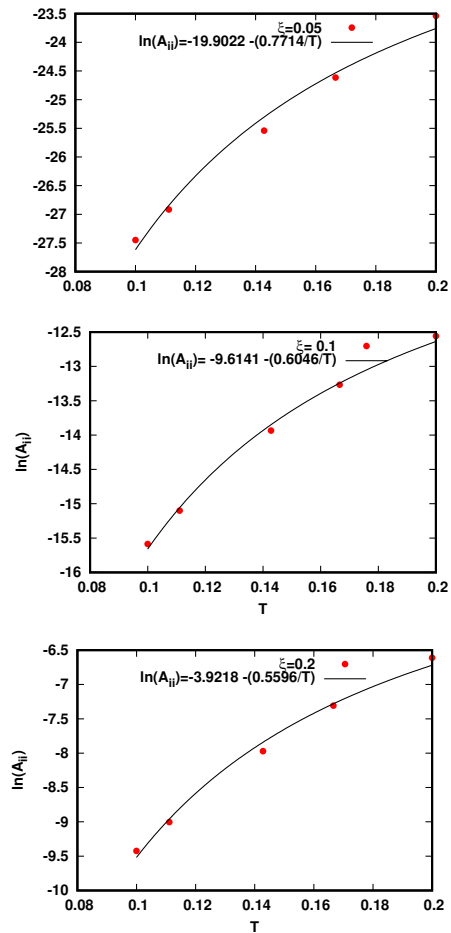 -23.5
ξ=0.05
ln(A_ii)=-19.9022 -(0.7714/T)
-24
-24.5
-25
-25.5
-26
-26.5
-27
-27.5
-28
0.08 0.1 0.12 0.14 0.16 0.18 0.2
-12.5
ξ= 0.1
ln(A_ii)= -9.6141 -(0.6046/T)
-13
-13.5
-14
ln(A_ii)
-14.5
-15
-15.5
-16
0.08 0.1 0.12 0.14 0.16 0.18 0.2
T
-6.5
ξ=0.2
ln(A_ii)=-3.9218 -(0.5596/T)
-7
-7.5
-8
ln(A_ii)
-8.5
-9
-9.5
-10
0.08 0.1 0.12 0.14 0.16 0.18 0.2
T